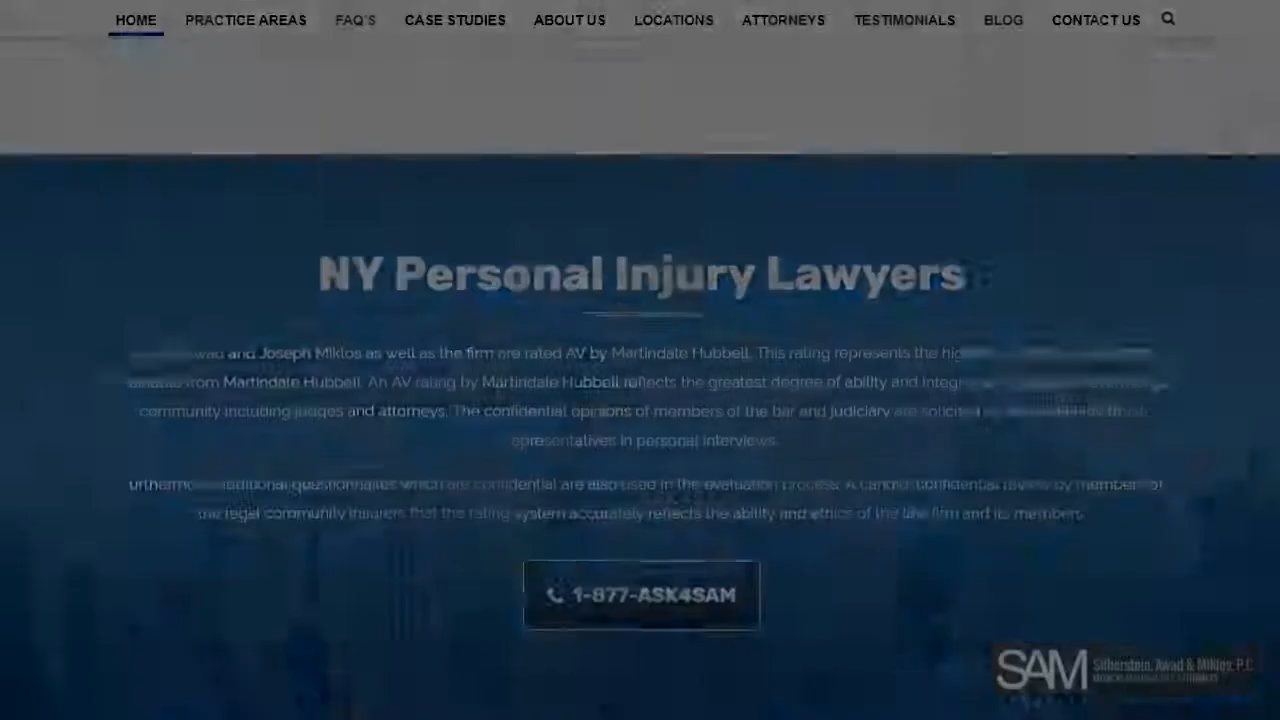 HOME PRACTICE AREAS FAQ'S CASE STUDIES ABOUT US LOCATIONS ATTORNEYS TESTIMONIALS BLOG CONTACT US
NY Personal Injury Lawyers
and Joseph Miklos as well as the firm are rated AV by Martindale Hubbell. This rating represents the
from Martindale Hubbell. An AV rating by Martindale Hubbell reflects the greatest degree of ability and
community including judges and attorneys. The confidential opinions of members of the bar and judiciary are
in personal interviews.
questionnaires which are confidential are also used in the evaluation process. A candid confidential review by members of
the legal community insurers that the rating system accurately reflects the ability and ethics of the law firm and its members.
1-877-ASK4SAM
SAM Silberstein, Awad & Miklos, P.C.